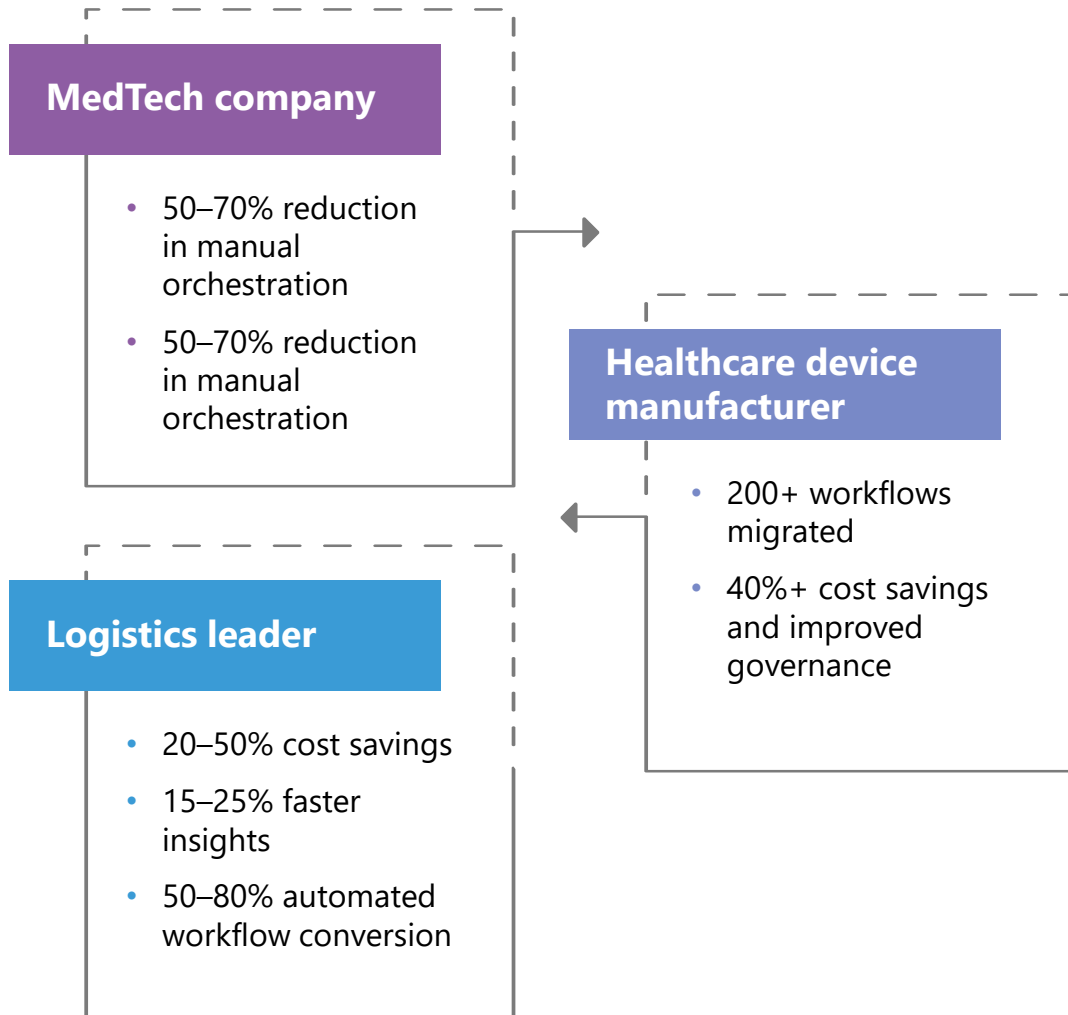 MedTech company
• 50–70% reduction
in manual
orchestration
• 50–70% reduction
in manual
orchestration
Healthcare device
manufacturer
• 200+ workflows
migrated
• 40%+ cost savings
and improved
governance
Logistics leader
• 20–50% cost savings
• 15–25% faster
insights
• 50–80% automated
workflow conversion